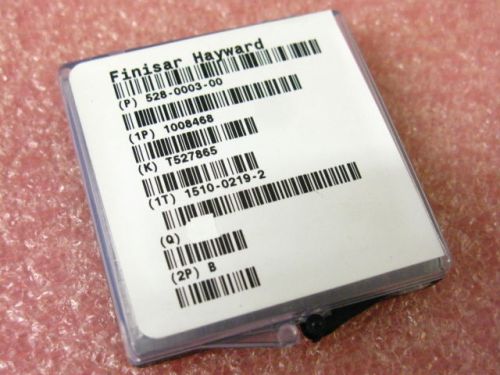 Finisar Hayward
(P) 528-0003-00
(1P) 1008468
(K) T527865
(1T) 1510-0219-2
(Q)
(2P) B